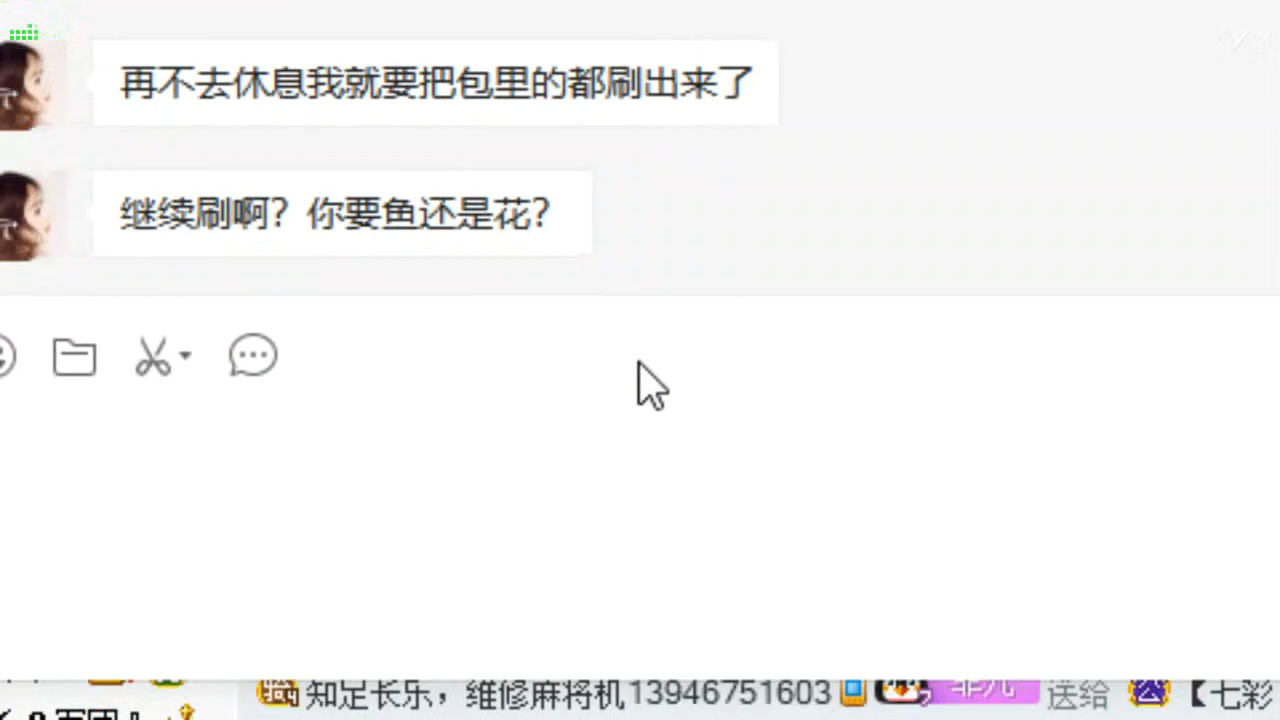 再不去休息我就要把包里的都刷出来了
继续刷啊？你要鱼还是花？
知足长乐，维修麻将机13946751603
送给
【七彩